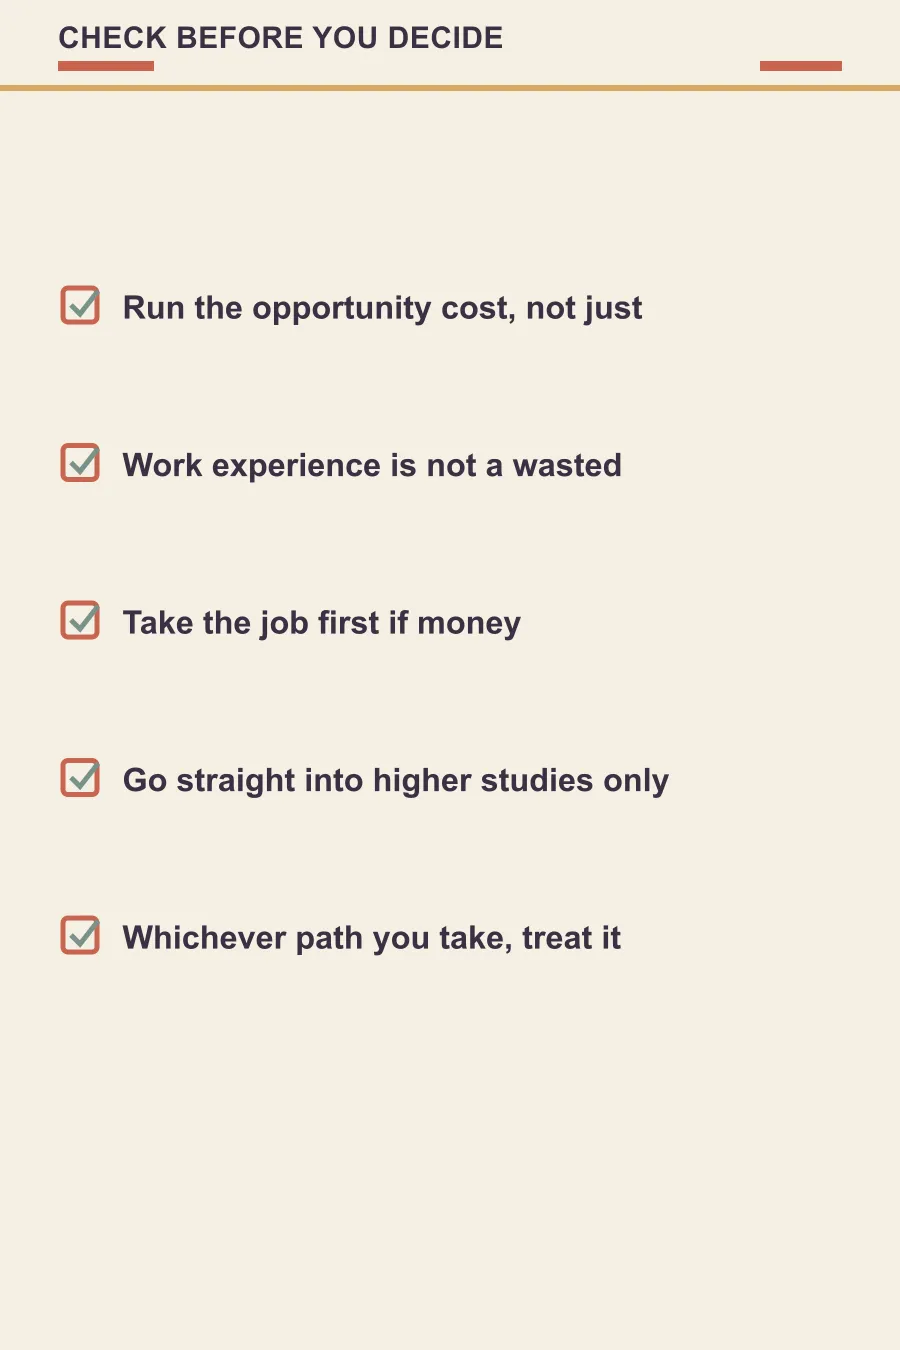 CHECK BEFORE YOU DECIDE
Run the opportunity cost, not just
Work experience is not a wasted
Take the job first if money
Go straight into higher studies only
Whichever path you take, treat it